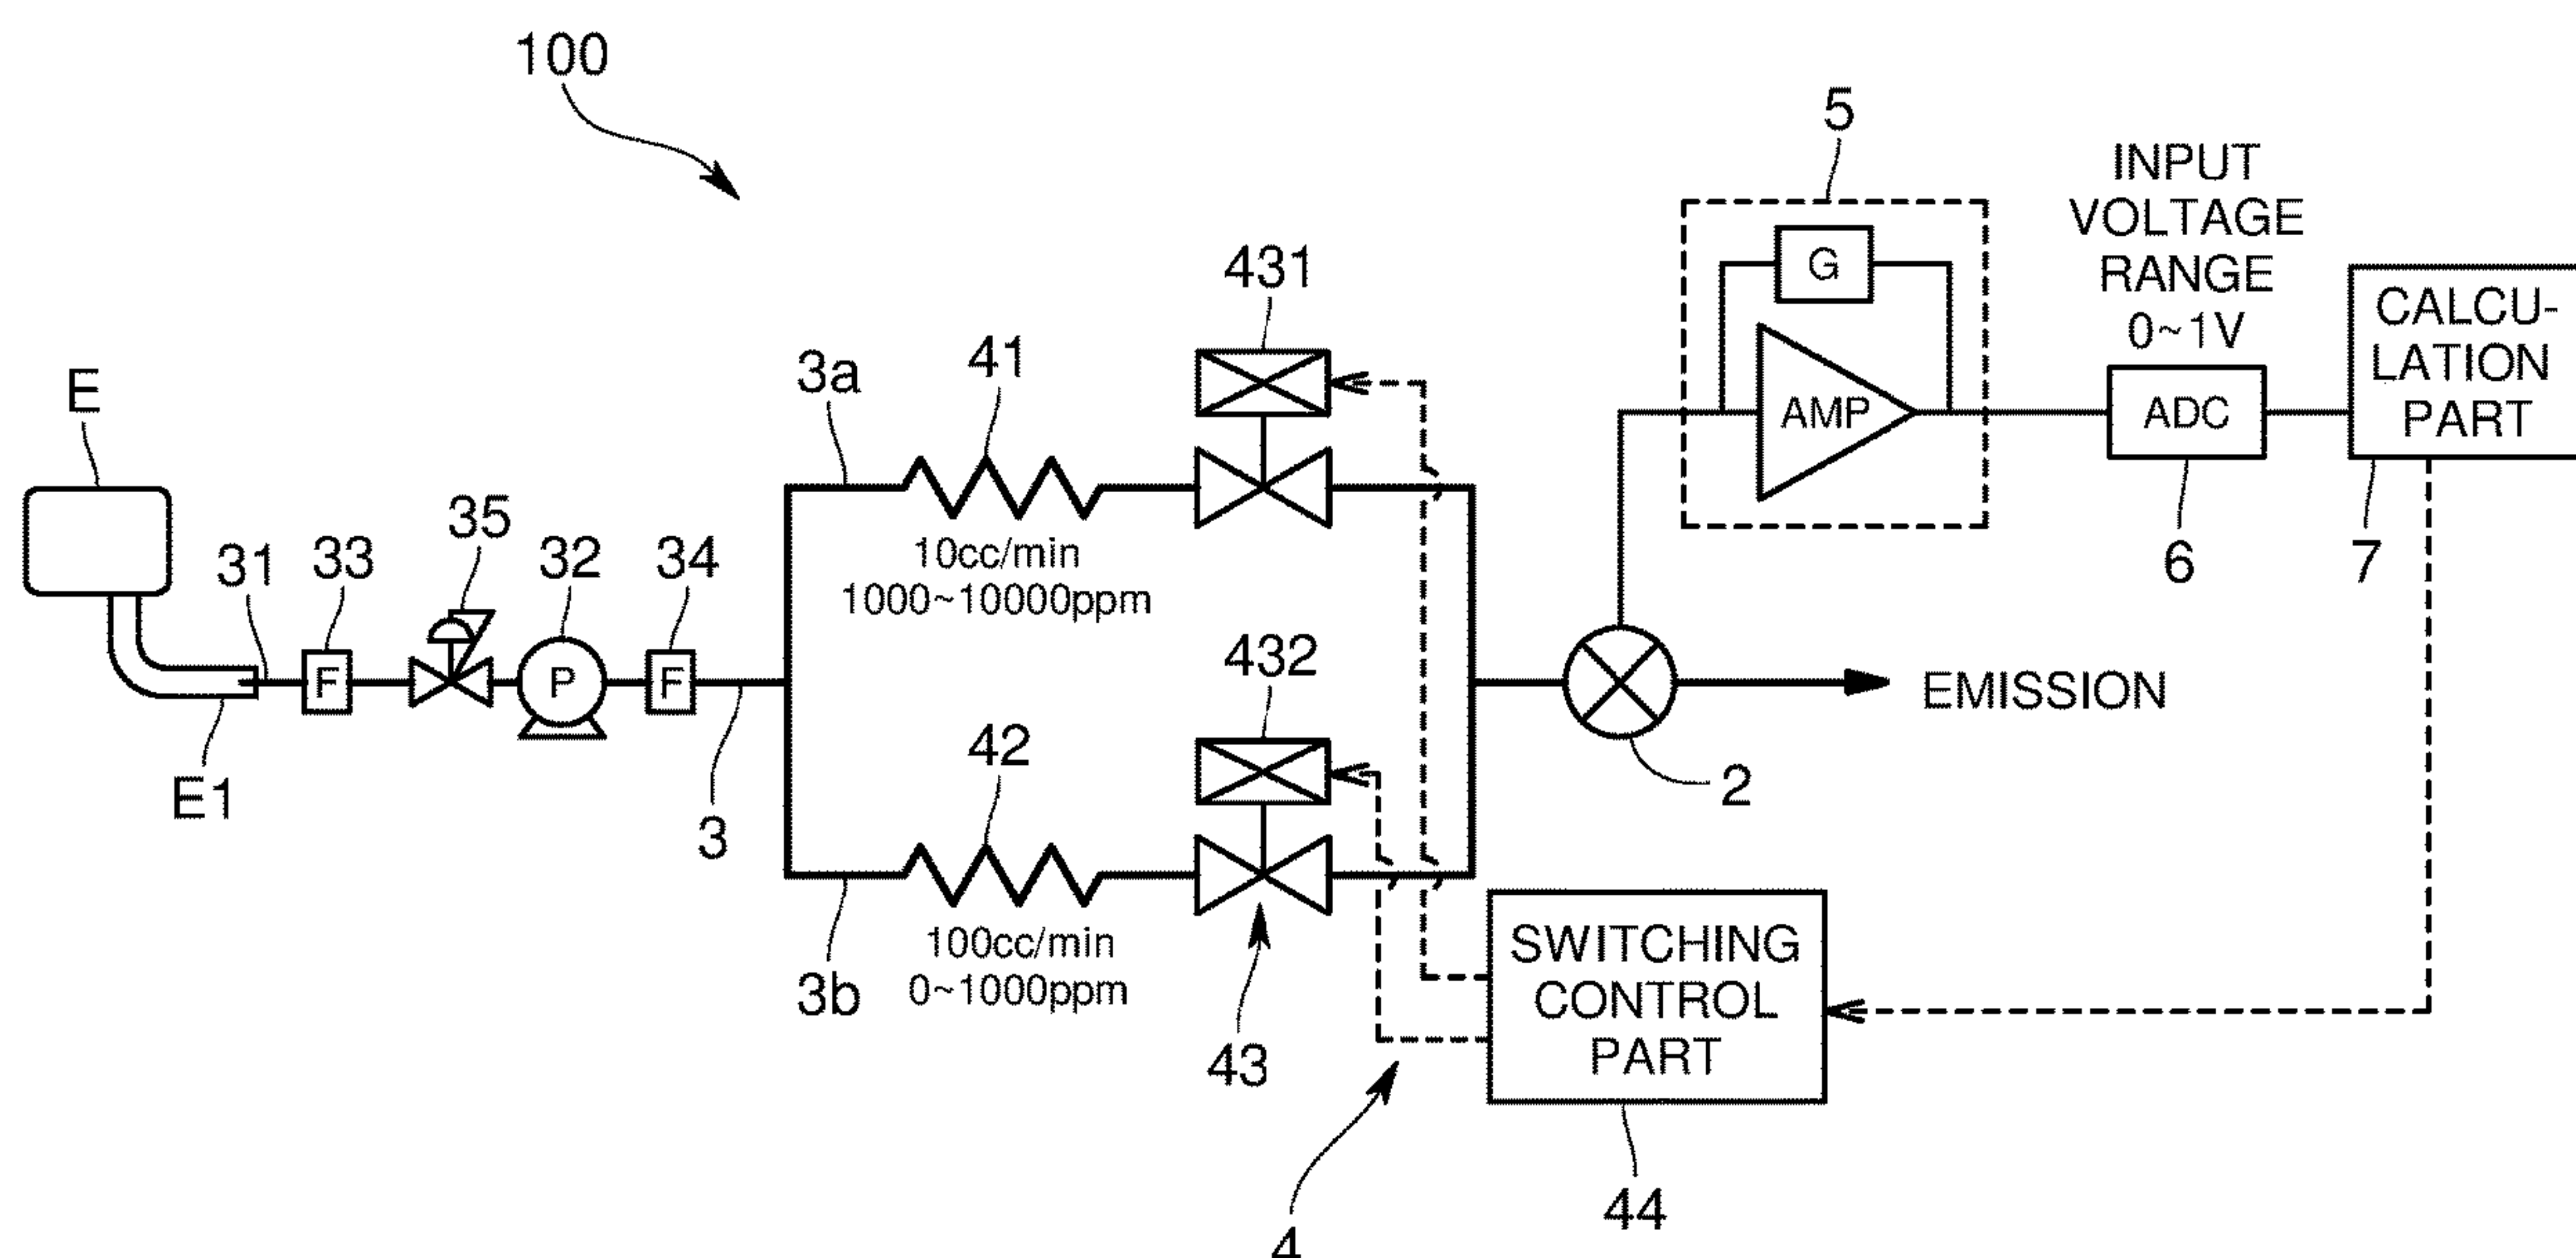 100
5
INPUT
VOLTAGE
RANGE
0~1V
G
AMP
ADC
CALCU-
LATION
PART
6
7
431
3a
41
10cc/min
1000~10000ppm
E
31
33
35
32
34
F
P
F
E1
3
432
42
3b
100cc/min
0~1000ppm
43
2
EMISSION
SWITCHING
CONTROL
PART
4
44